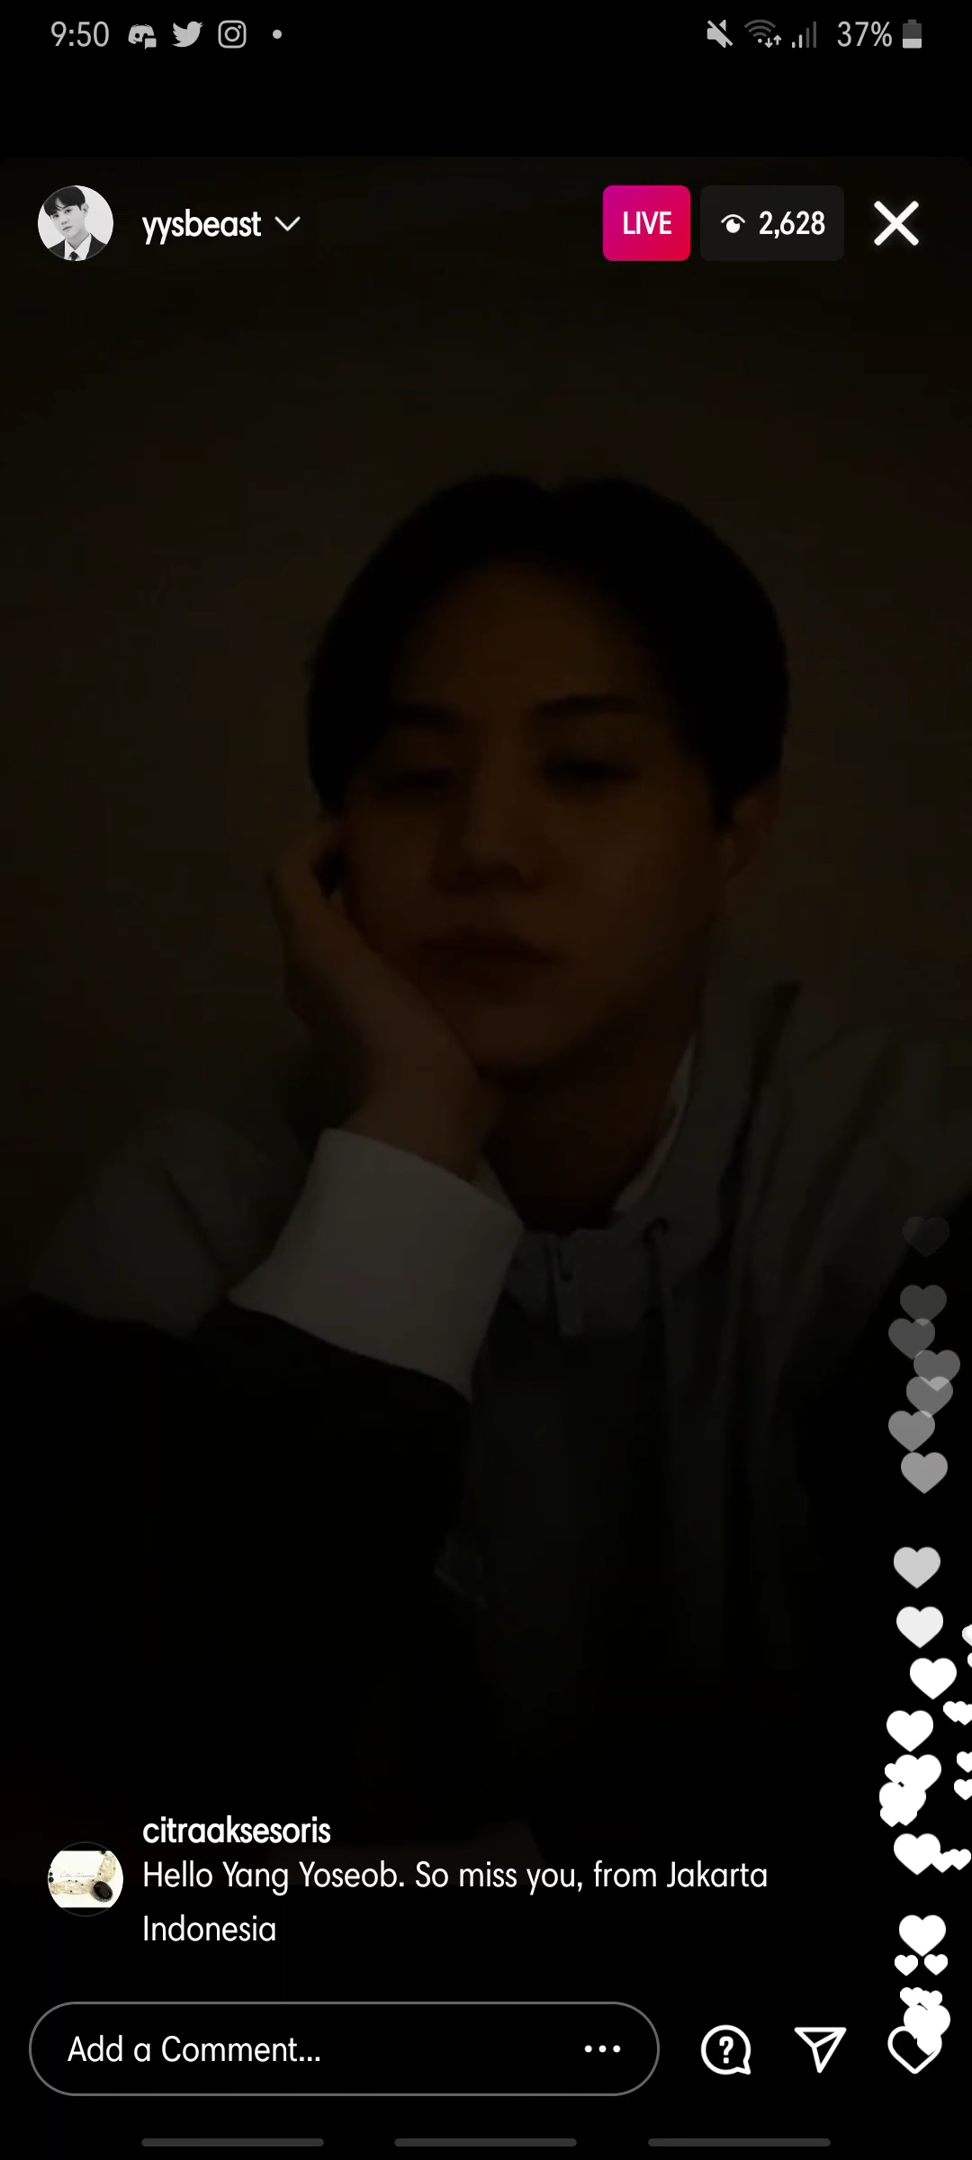 9:50
37%
yysbeast
LIVE
2,628
citraaksesoris
Hello Yang Yoseob. So miss you, from Jakarta
Indonesia
Add a Comment...